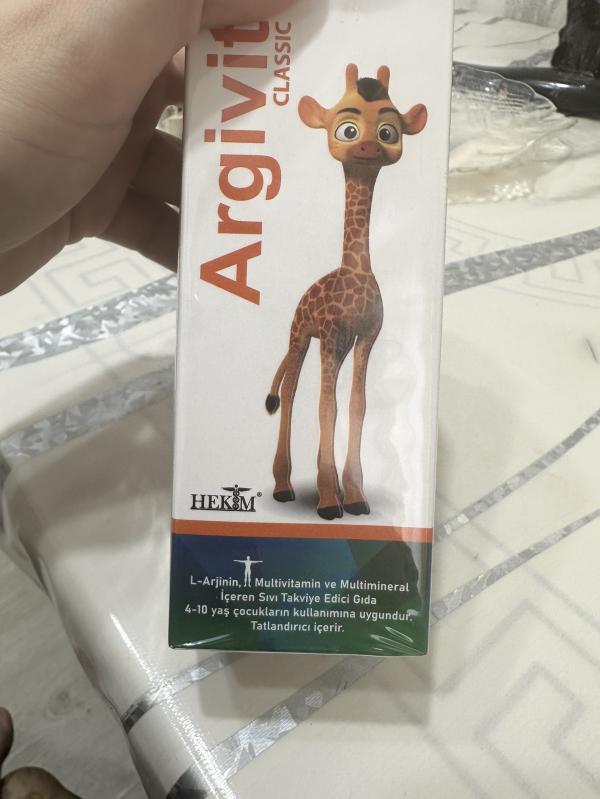 Argivit
CLASSIC
HEKİM®
L-Arjinin, Multivitamin ve Multimineral
İçeren Sıvı Takviye Edici Gıda
4-10 yaş çocukların kullanımına uygundur.
Tatlandırıcı içerir.